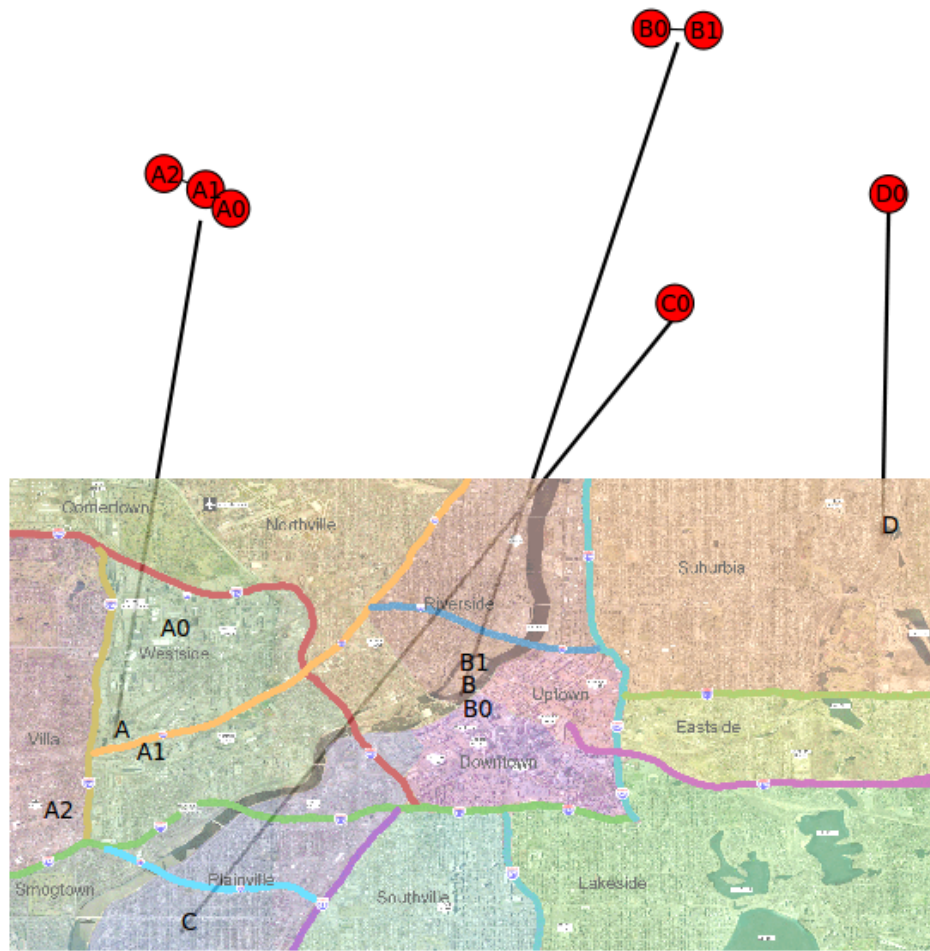 B0 B1
A2 A1 A0
D0
C0
Comedown
Northville
D
Suburbia
Riverside
A0
Westside
B1
B
B0
Uptown
A
A1
Villa
Eastside
Downtown
A2
Smogtown
Plainville
Southville
Lakeside
C